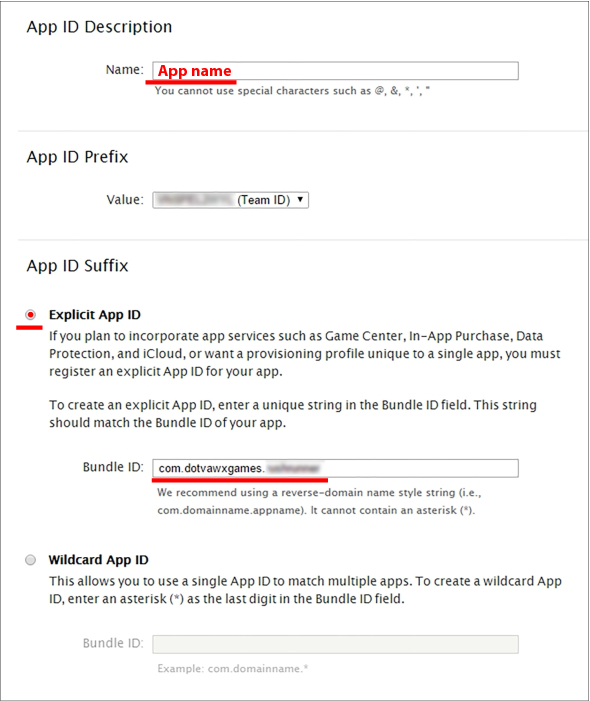 App ID Description
Name: App name
You cannot use special characters such as @, &, *, ', "
App ID Prefix
Value: (Team ID)
App ID Suffix
Explicit App ID
If you plan to incorporate app services such as Game Center, In-App Purchase, Data
Protection, and iCloud, or want a provisioning profile unique to a single app, you must
register an explicit App ID for your app.
To create an explicit App ID, enter a unique string in the Bundle ID field. This string
should match the Bundle ID of your app.
Bundle ID: com.dotvawxgames.
We recommend using a reverse-domain name style string (i.e.,
com.domainname.appname). It cannot contain an asterisk (*).
Wildcard App ID
This allows you to use a single App ID to match multiple apps. To create a wildcard App
ID, enter an asterisk (*) as the last digit in the Bundle ID field.
Bundle ID:
Example: com.domainname.*